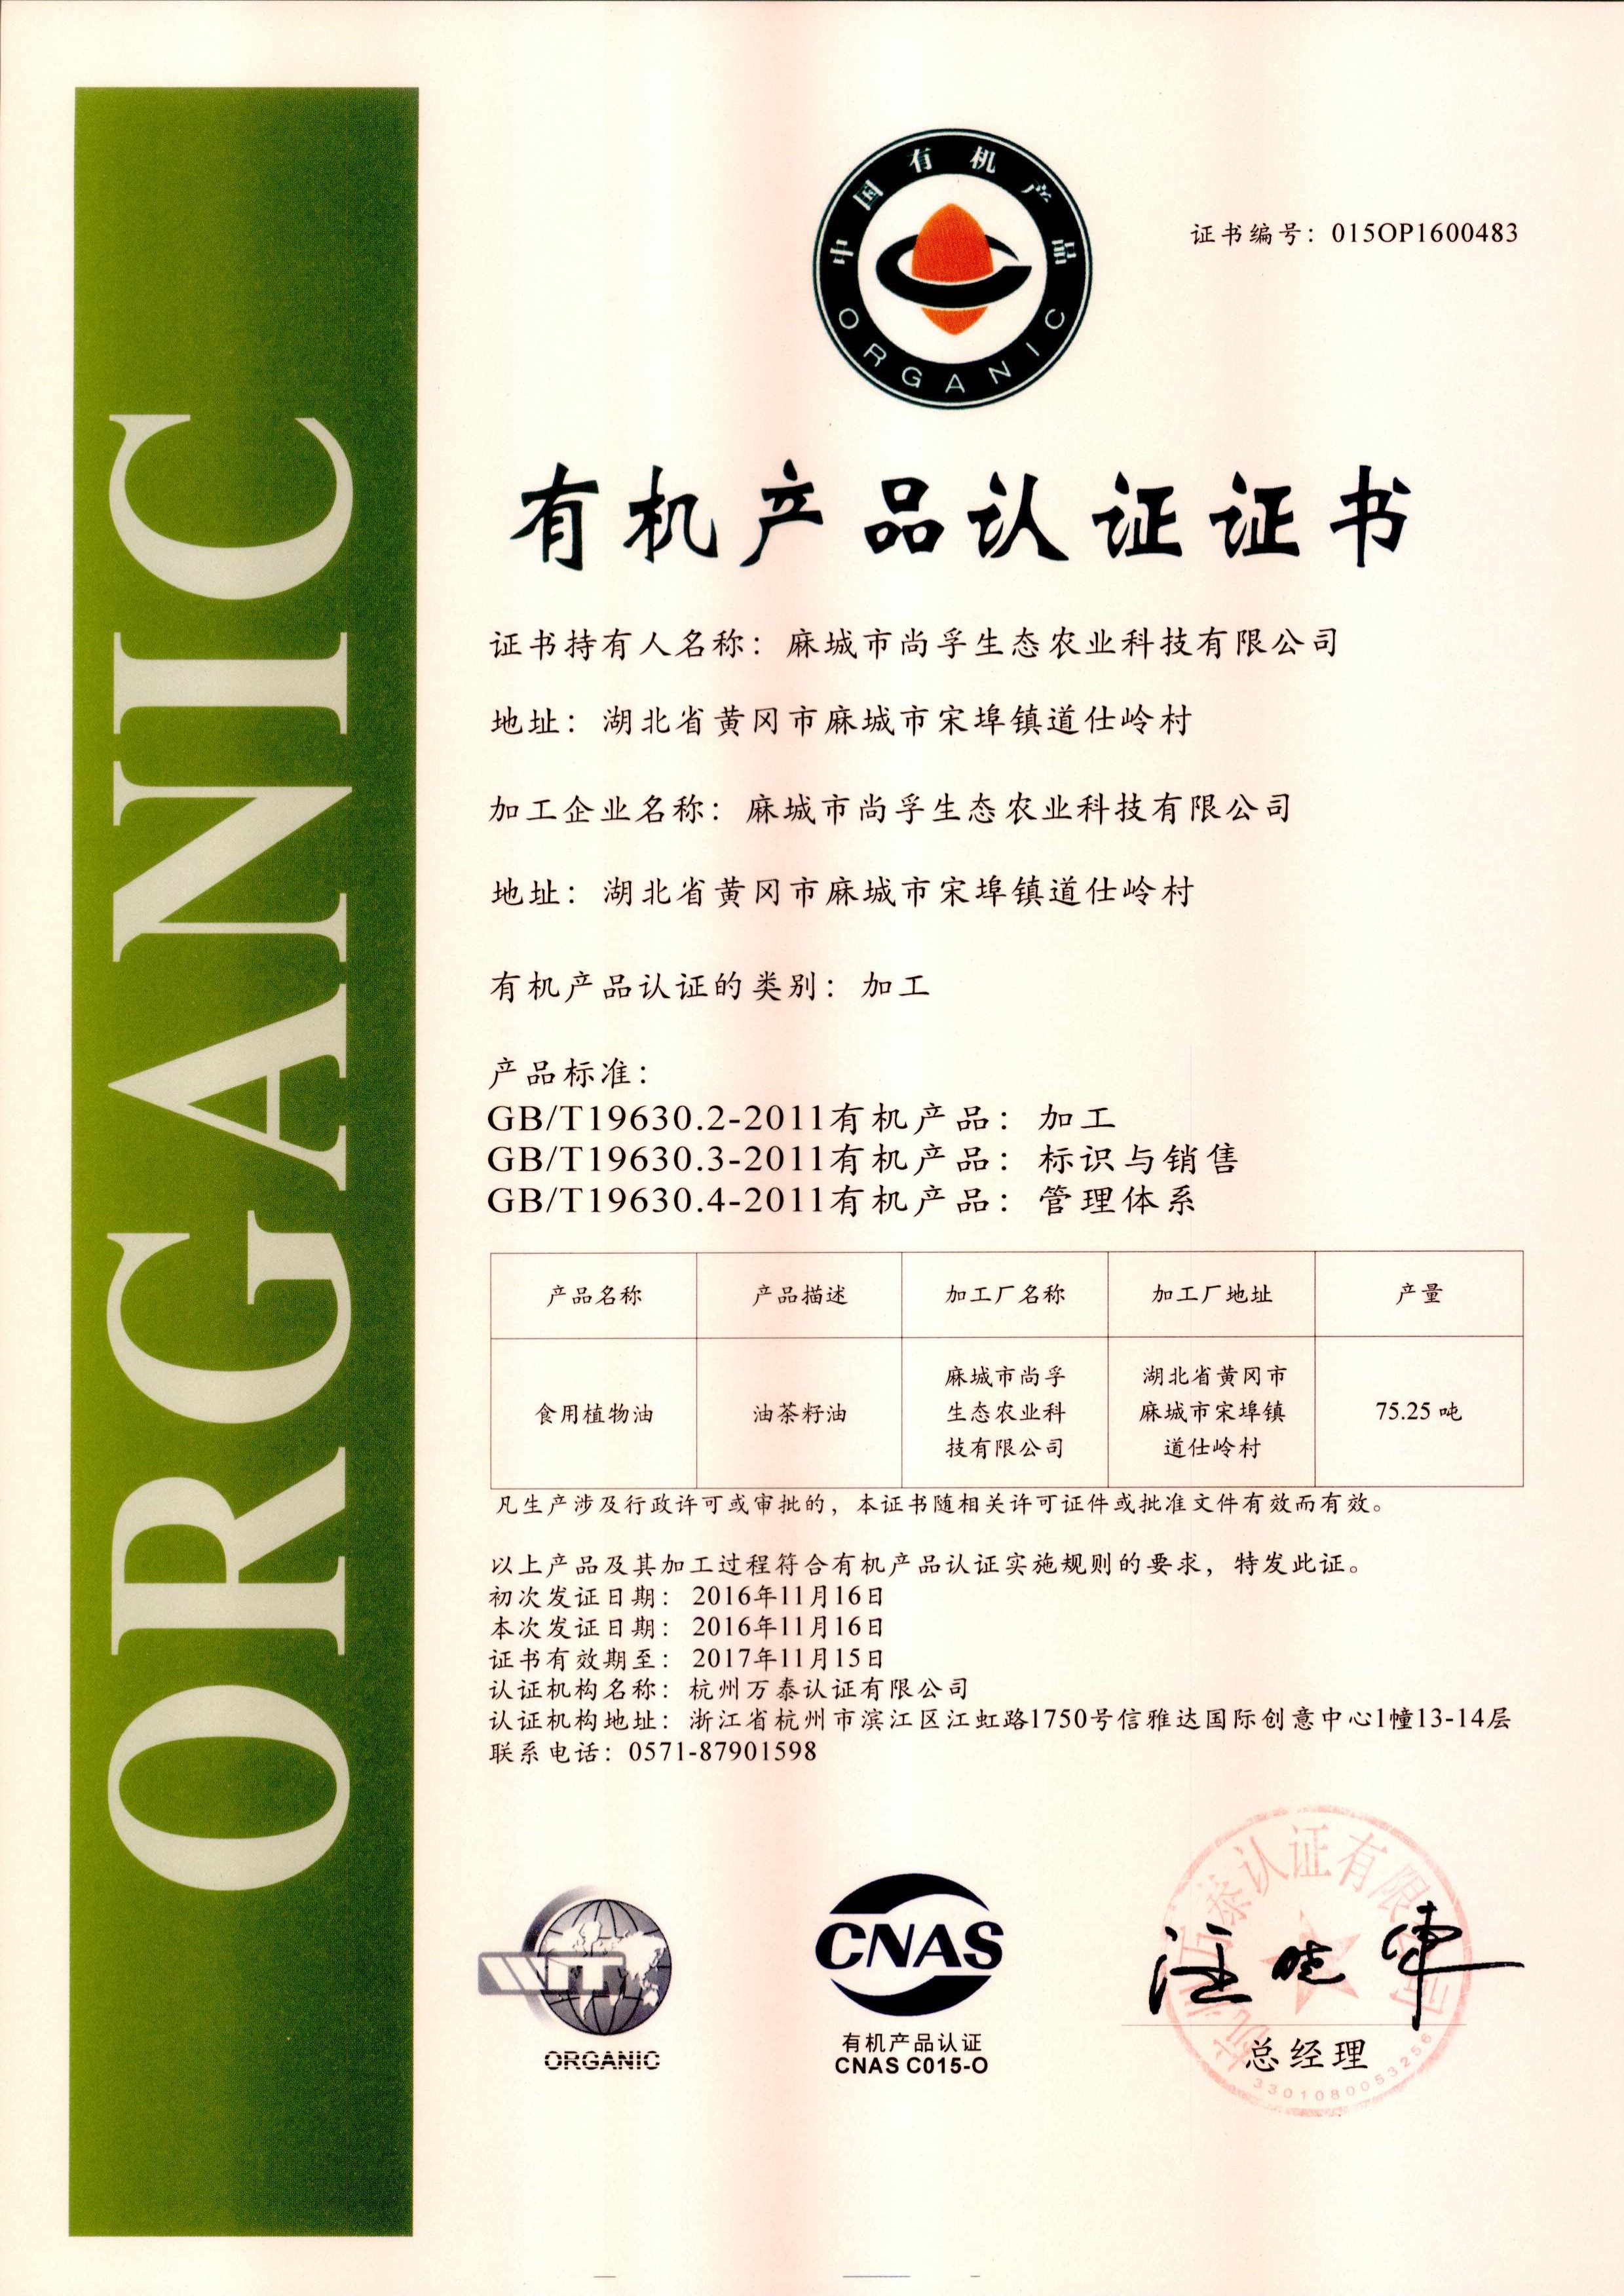 中国有机产品
ORGANIC
证书编号：015OP1600483
ORGANIC
有机产品认证证书
证书持有人名称：麻城市尚孚生态农业科技有限公司
地址：湖北省黄冈市麻城市宋埠镇道仕岭村
加工企业名称：麻城市尚孚生态农业科技有限公司
地址：湖北省黄冈市麻城市宋埠镇道仕岭村
有机产品认证的类别：加工
产品标准：
GB/T19630.2-2011有机产品：加工
GB/T19630.3-2011有机产品：标识与销售
GB/T19630.4-2011有机产品：管理体系
产品名称 产品描述 加工厂名称 加工厂地址 产量
食用植物油 油茶籽油 麻城市尚孚生态农业科技有限公司 湖北省黄冈市麻城市宋埠镇道仕岭村 75.25 吨
凡生产涉及行政许可或审批的，本证书随相关许可证件或批准文件有效而有效。
以上产品及其加工过程符合有机产品认证实施规则的要求，特发此证。
初次发证日期：2016年11月16日
本次发证日期：2016年11月16日
证书有效期至：2017年11月15日
认证机构名称：杭州万泰认证有限公司
认证机构地址：浙江省杭州市滨江区江虹路1750号信雅达国际创意中心1幢13-14层
联系电话：0571-87901598
ORGANIC
CNAS
有机产品认证
CNAS C015-O
总经理
3301080053256